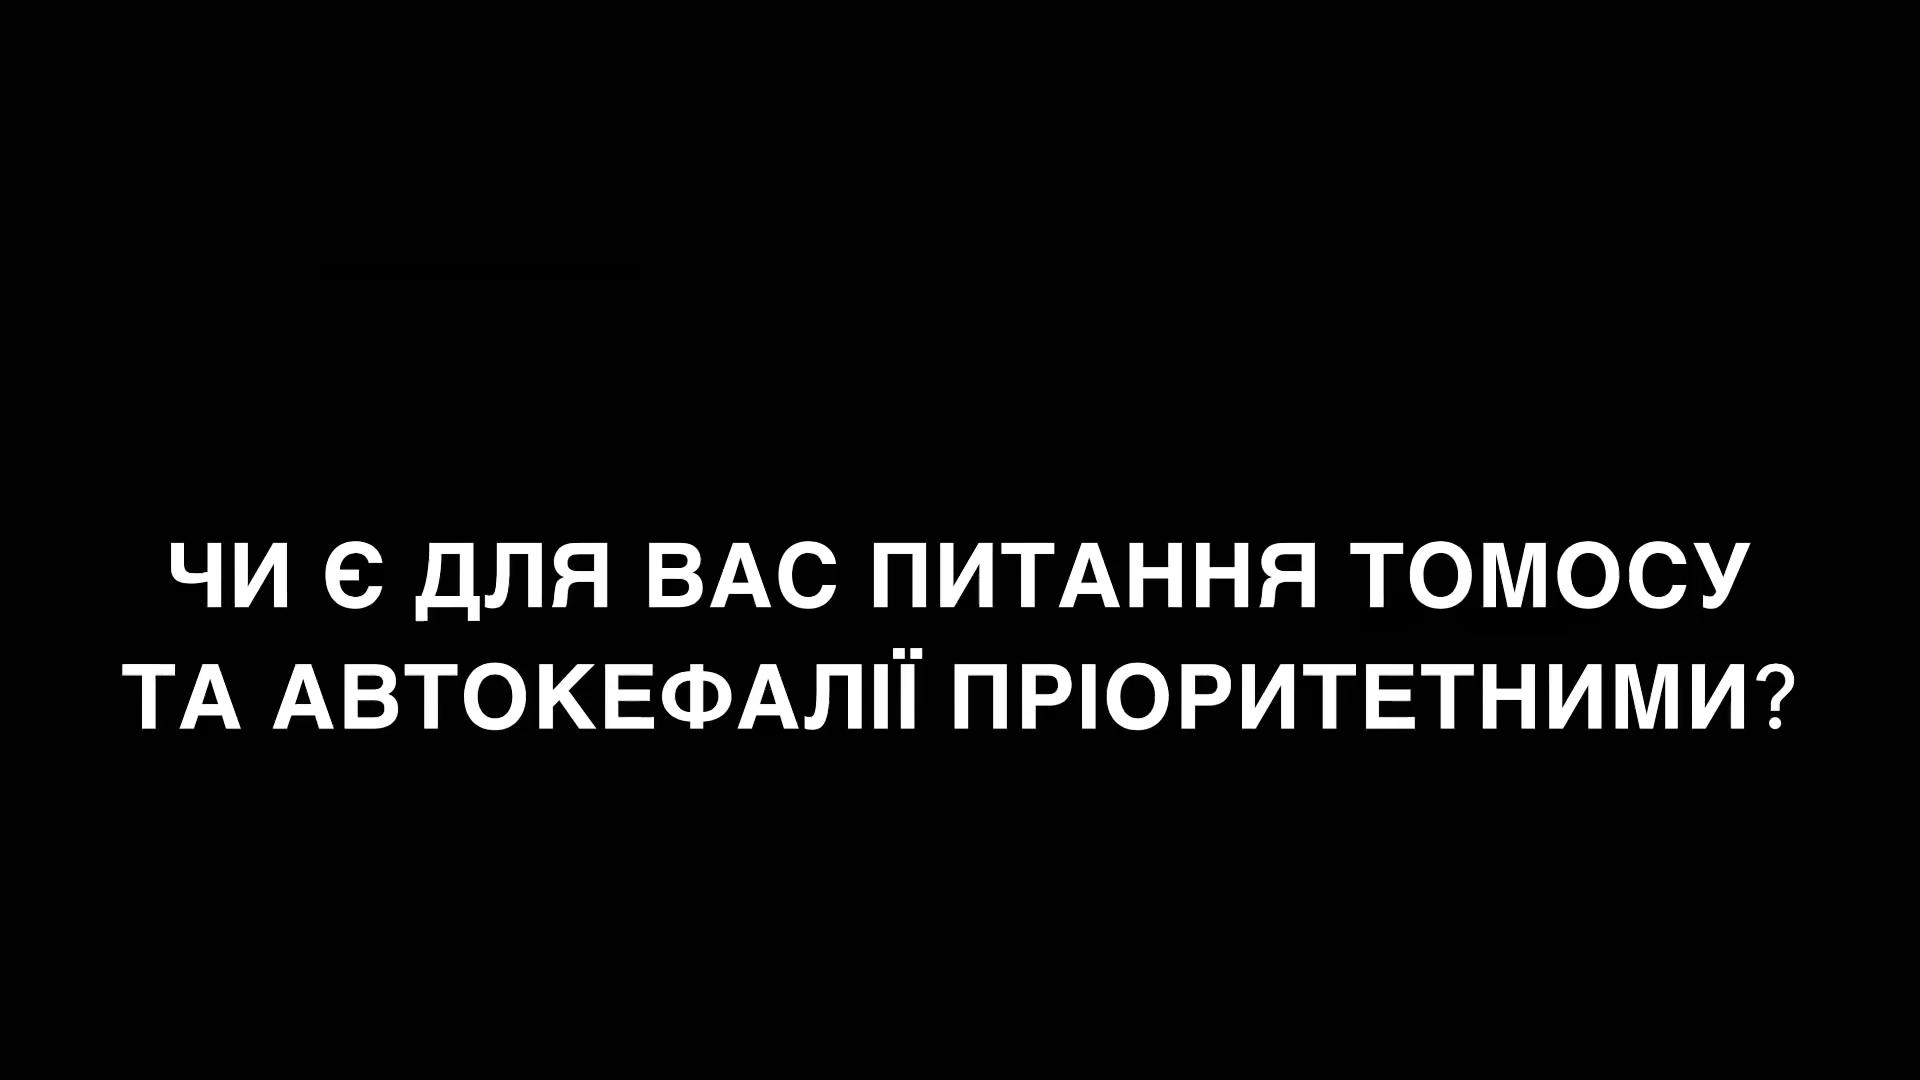 ЧИ Є ДЛЯ ВАС ПИТАННЯ ТОМОСУ
ТА АВТОКЕФАЛІЇ ПРІОРИТЕТНИМИ?